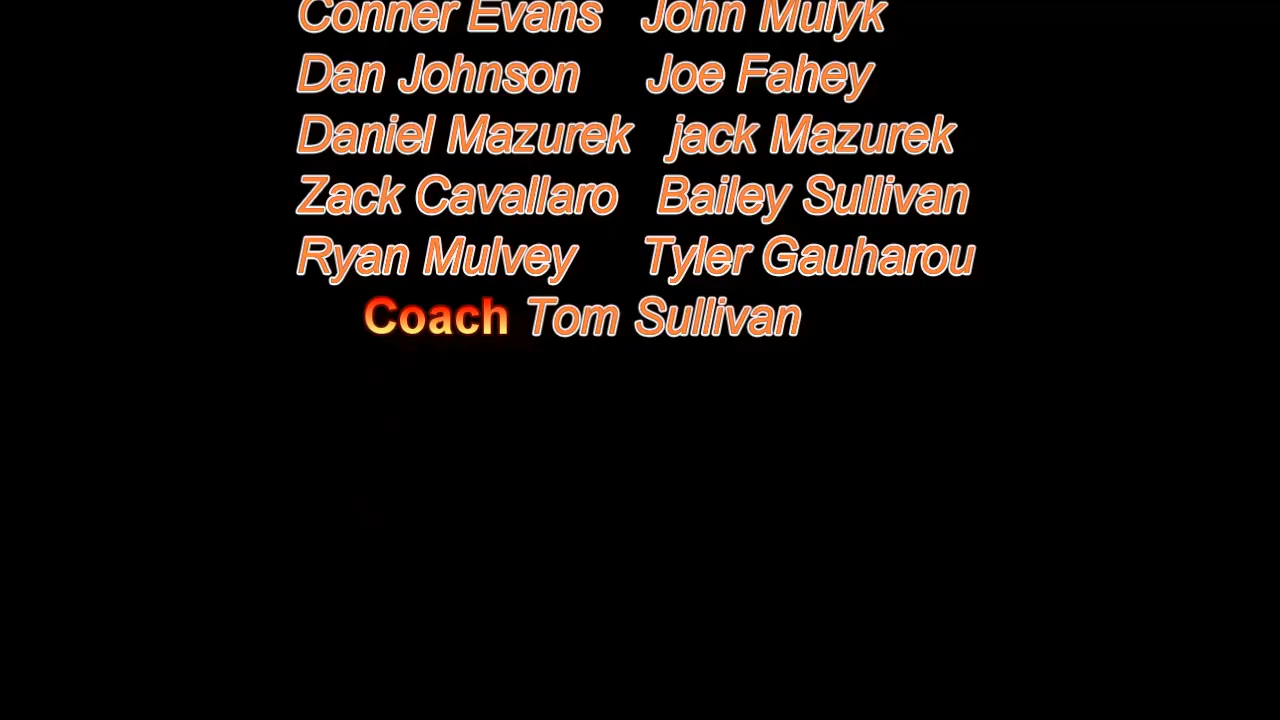 Conner Evans John Mulyk
Dan Johnson Joe Fahey
Daniel Mazurek jack Mazurek
Zack Cavallaro Bailey Sullivan
Ryan Mulvey Tyler Gauharou
Coach Tom Sullivan